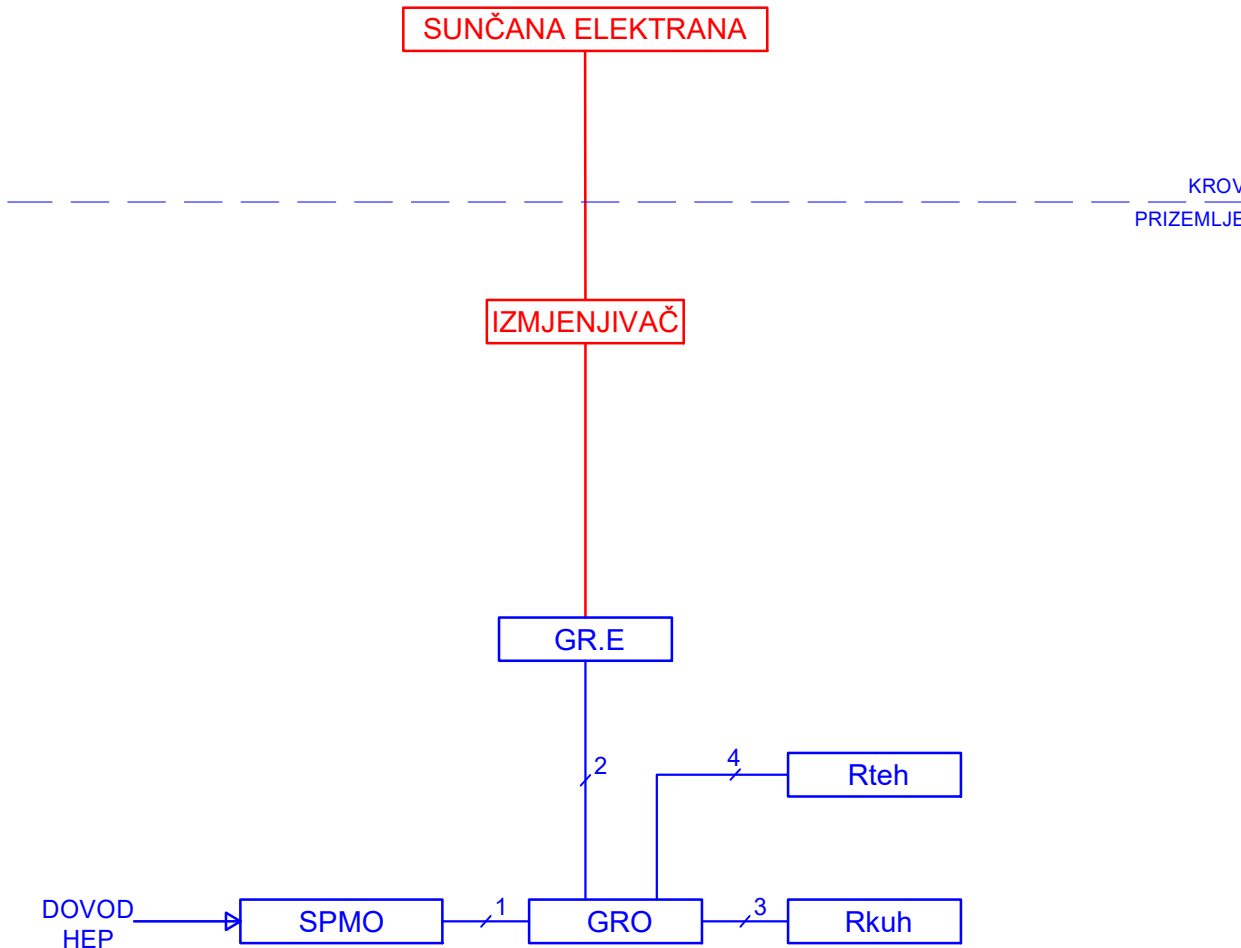 SUNČANA ELEKTRANA
KROV
PRIZEMLJE
IZMJENJIVAČ
GR.E
2
4
Rteh
DOVOD
HEP
SPMO
1
GRO
3
Rkuh